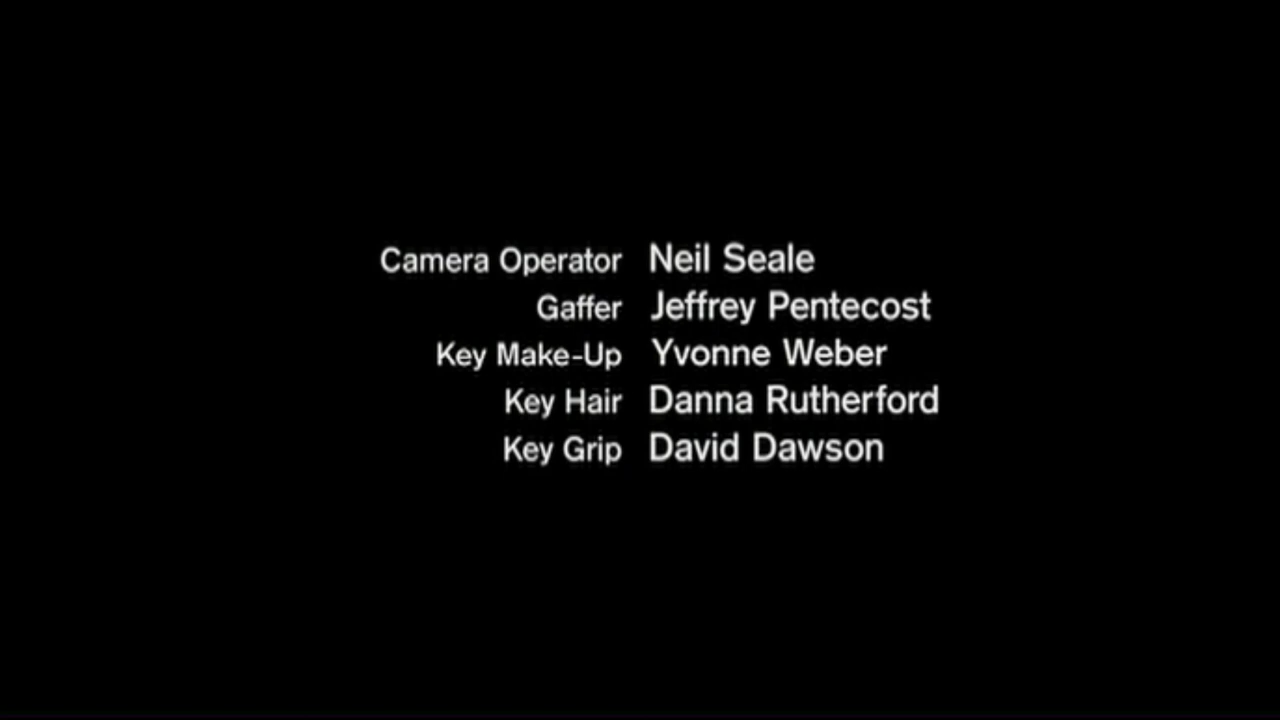 Camera Operator Neil Seale
Gaffer Jeffrey Pentecost
Key Make-Up Yvonne Weber
Key Hair Danna Rutherford
Key Grip David Dawson